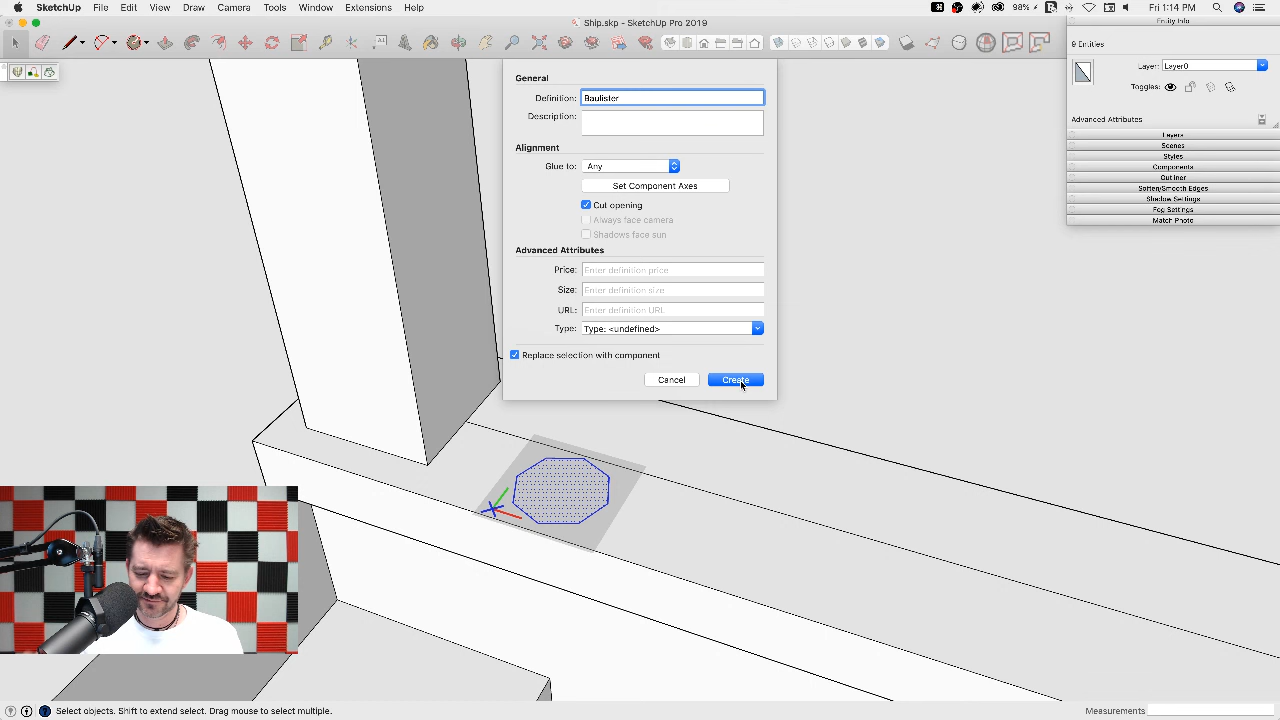 SketchUp File Edit View Draw Camera Tools Window Extensions Help
98% Fri 1:14 PM
Ship.skp - SketchUp Pro 2019
Entity Info
9 Entities
Layer: Layer0
Toggles:
Advanced Attributes
Layers
Scenes
Styles
Components
Outliner
Soften/Smooth Edges
Shadow Settings
Fog Settings
Match Photo
General
Definition: Baulister
Description:
Alignment
Glue to: Any
Set Component Axes
Cut opening
Always face camera
Shadows face sun
Advanced Attributes
Price: Enter definition price
Size: Enter definition size
URL: Enter definition URL
Type: Type: <undefined>
Replace selection with component
Cancel Create
Select objects. Shift to extend select. Drag mouse to select multiple.
Measurements